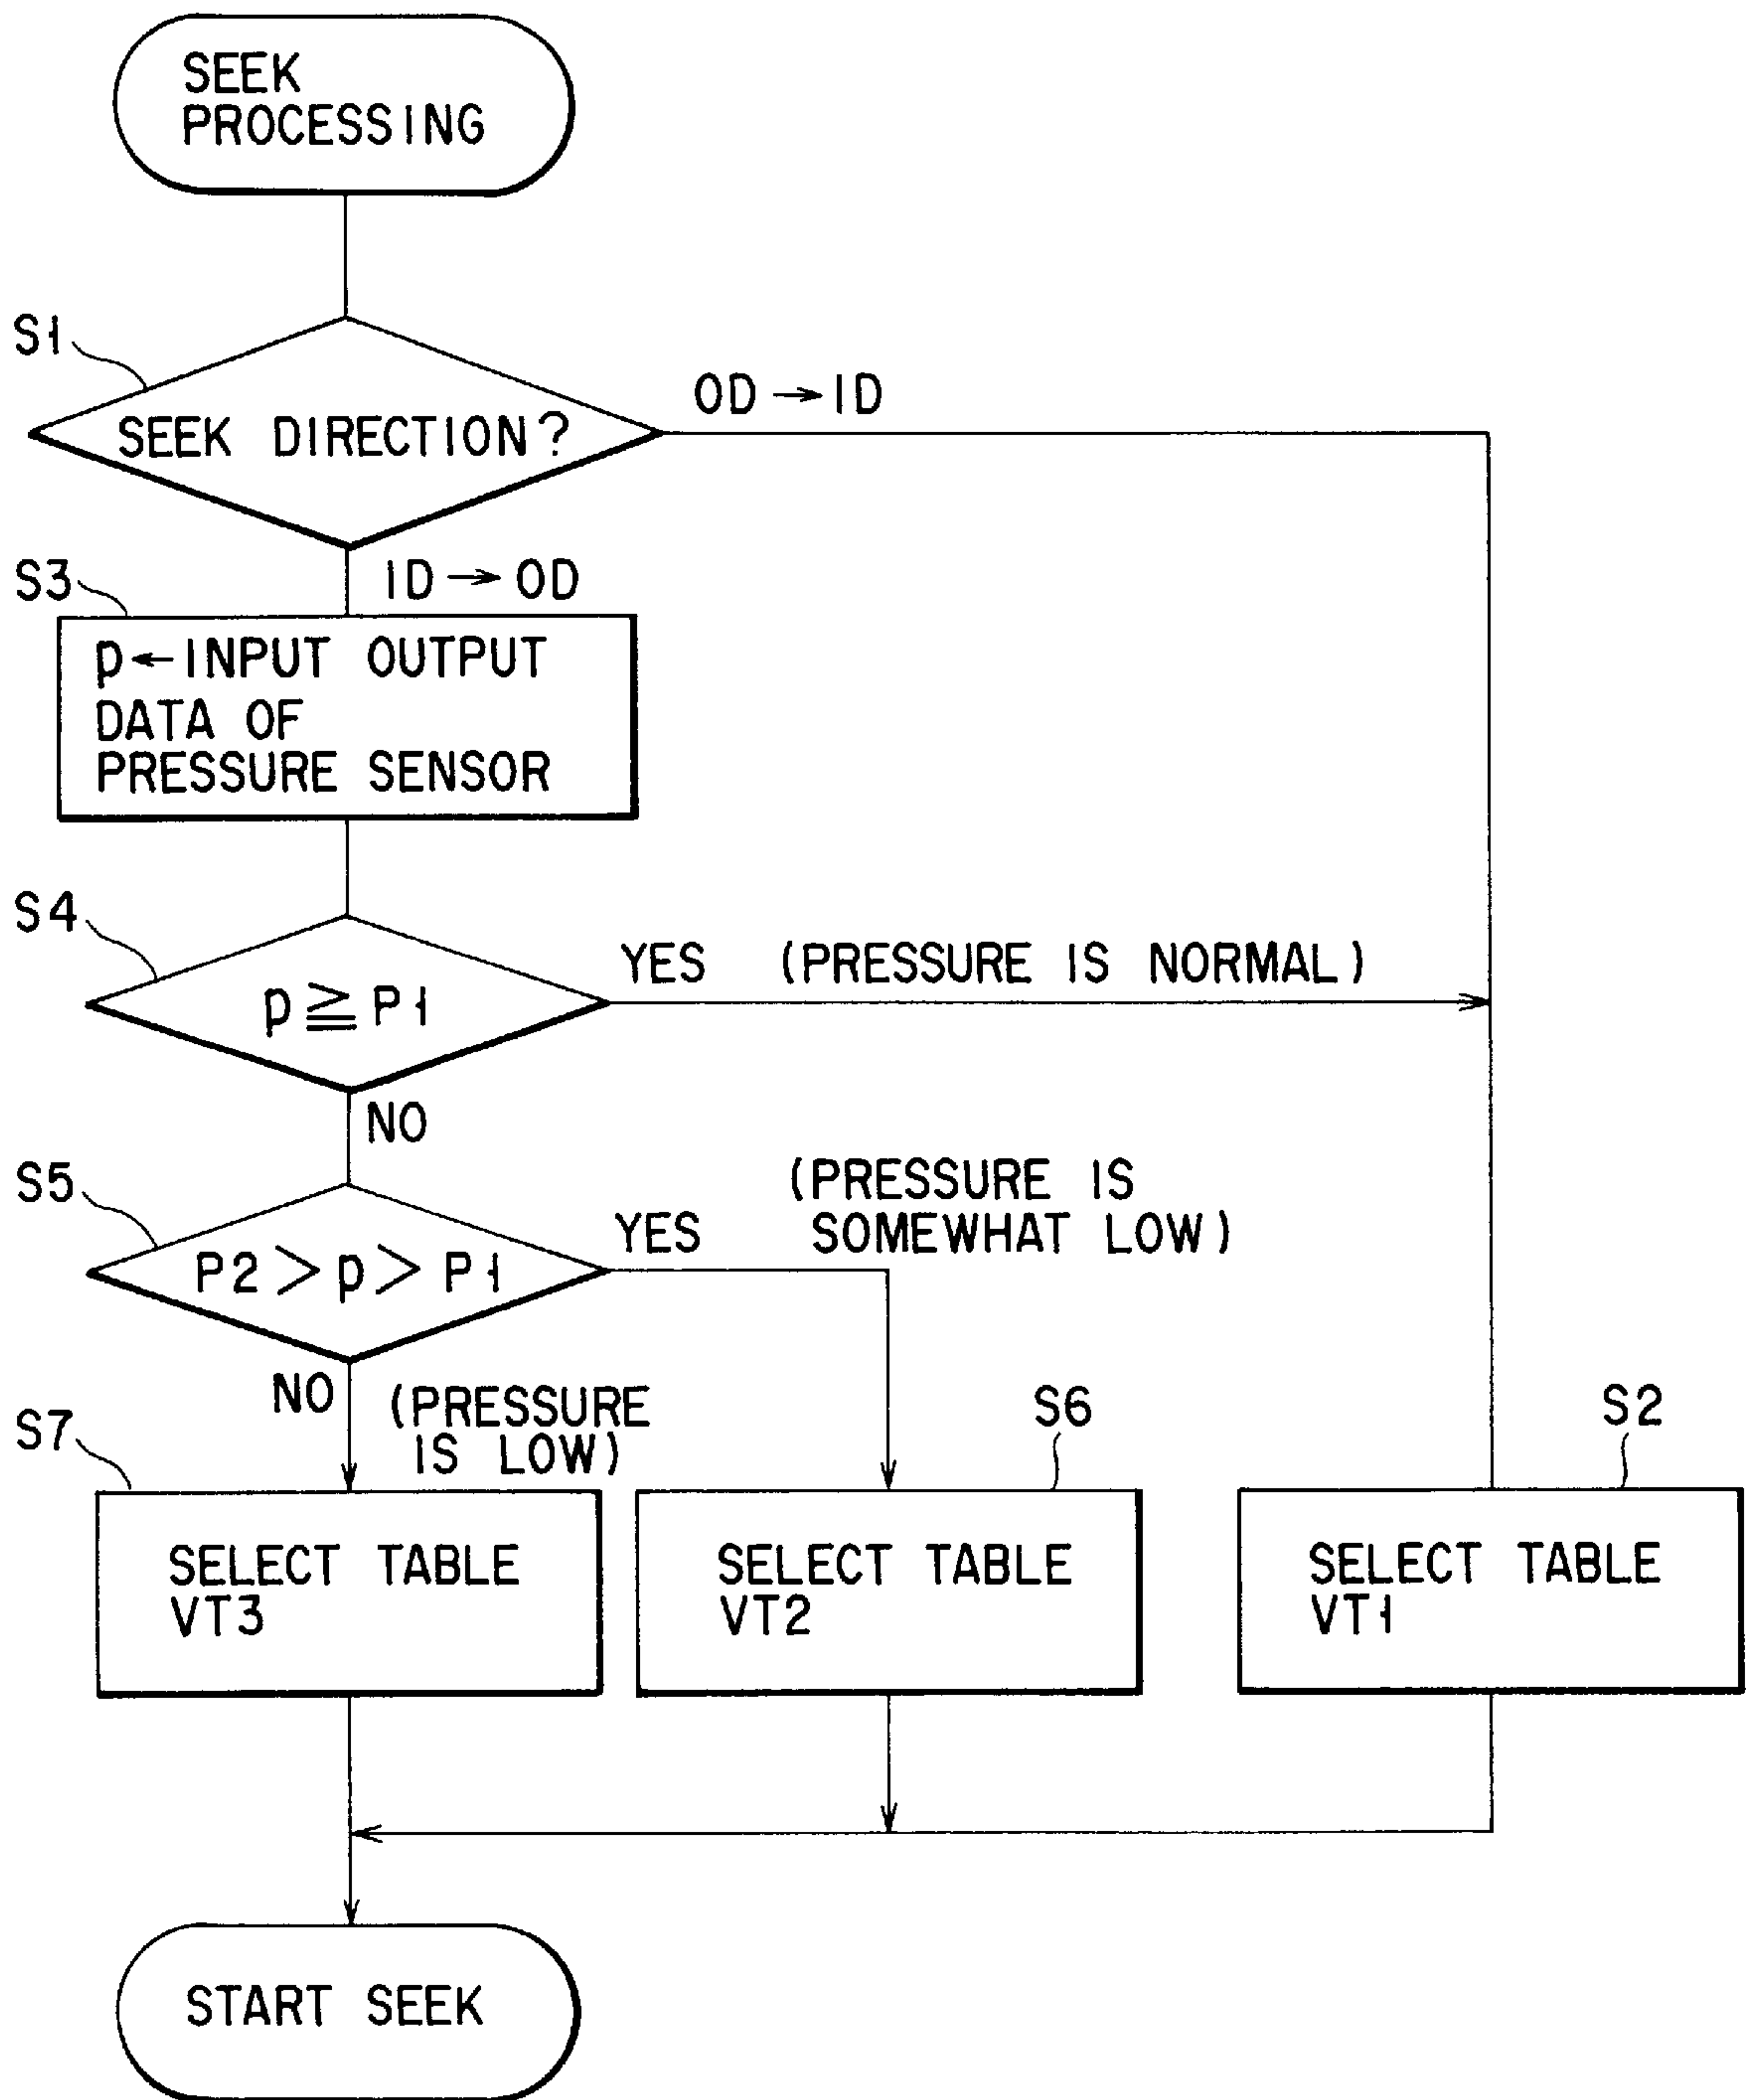 SEEK
PROCESSING
S1
SEEK DIRECTION?
OD → ID
ID → OD
S3
p←INPUT OUTPUT
DATA OF
PRESSURE SENSOR
S4
p ≧ P1
YES (PRESSURE IS NORMAL)
NO
S5
P2 > p > P1
YES
(PRESSURE IS
SOMEWHAT LOW)
NO
(PRESSURE
IS LOW)
S7
S6
S2
SELECT TABLE
VT3
SELECT TABLE
VT2
SELECT TABLE
VT1
START SEEK